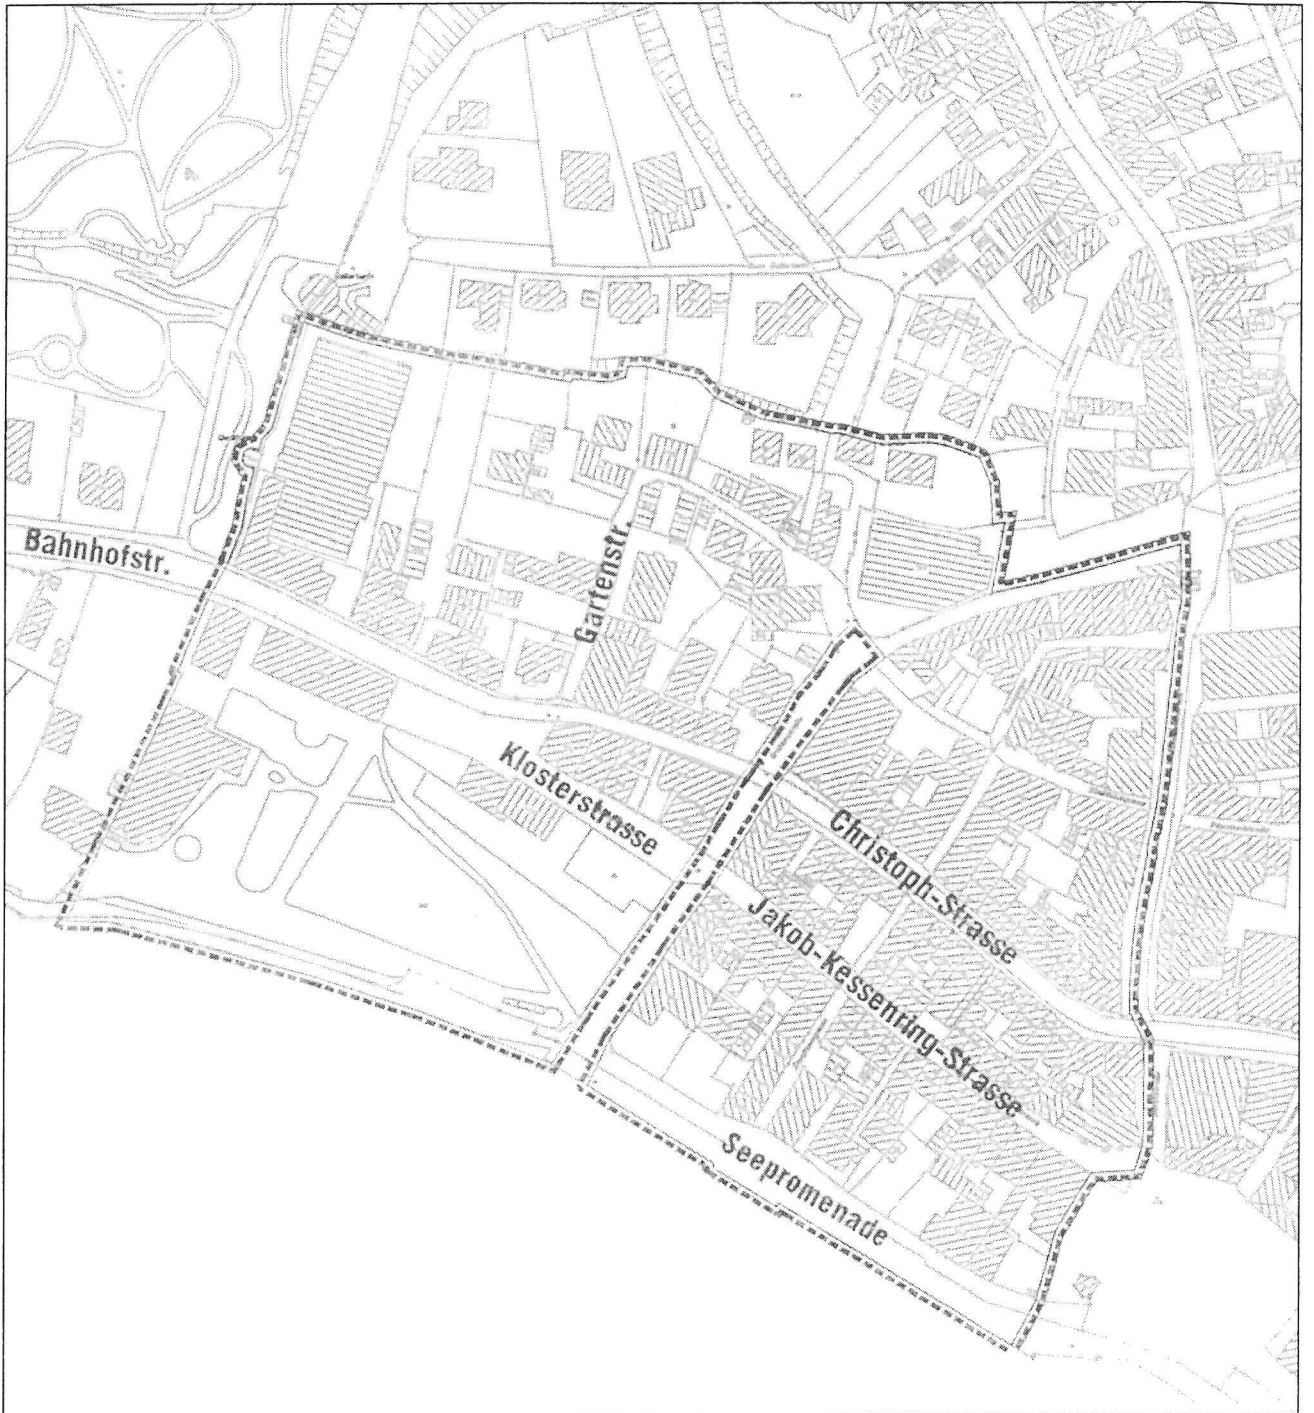 Bahnhofstr.
Gartenstr.
Klosterstrasse
Christoph-Strasse
Jakob-Kessenring-Strasse
Seepromenade